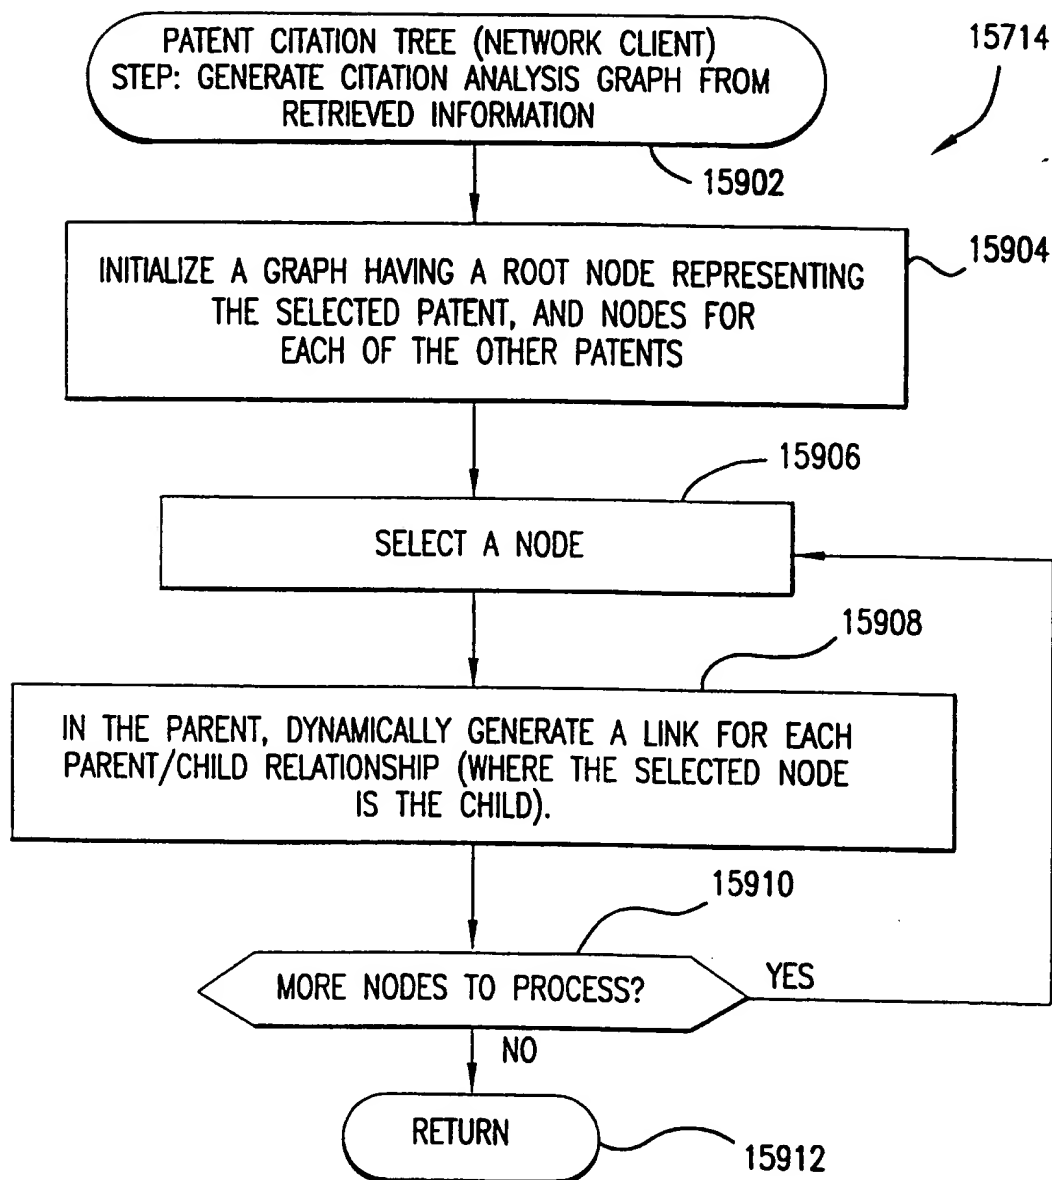 PATENT CITATION TREE (NETWORK CLIENT)
STEP: GENERATE CITATION ANALYSIS GRAPH FROM
RETRIEVED INFORMATION
15714
15902
INITIALIZE A GRAPH HAVING A ROOT NODE REPRESENTING
THE SELECTED PATENT, AND NODES FOR
EACH OF THE OTHER PATENTS
15904
15906
SELECT A NODE
15908
IN THE PARENT, DYNAMICALLY GENERATE A LINK FOR EACH
PARENT/CHILD RELATIONSHIP (WHERE THE SELECTED NODE
IS THE CHILD).
15910
MORE NODES TO PROCESS?
YES
NO
RETURN
15912